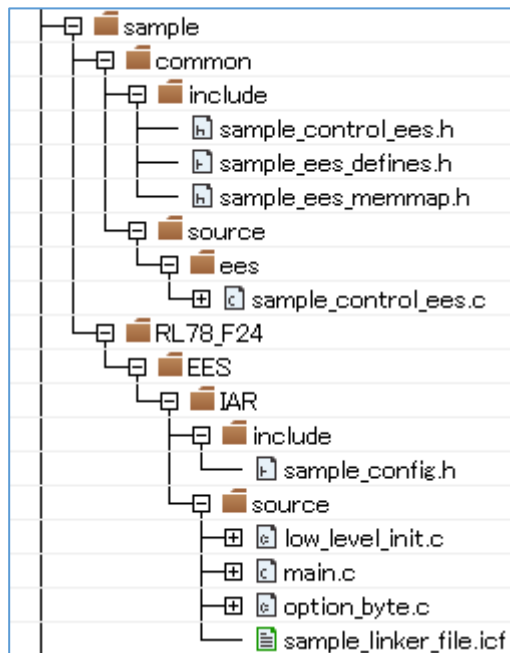 sample
common
include
sample_control_ees.h
sample_ees_defines.h
sample_ees_memmap.h
source
ees
sample_control_ees.c
RL78_F24
EES
IAR
include
sample_config.h
source
low_level_init.c
main.c
option_byte.c
sample_linker_file.icf